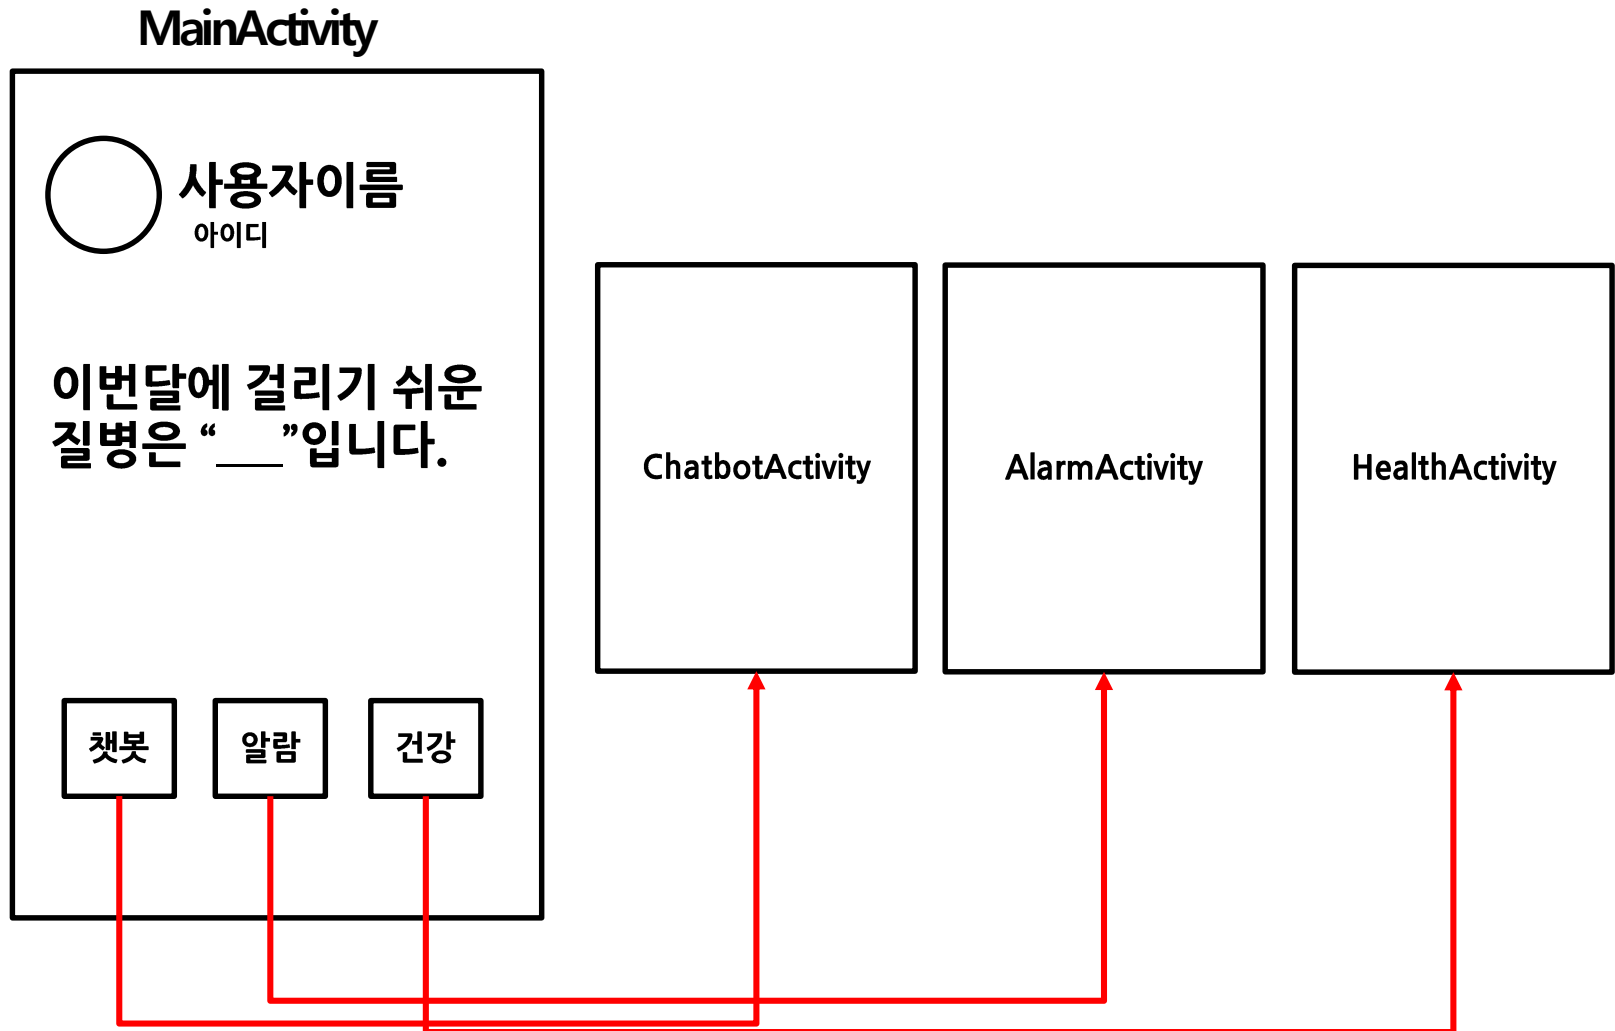 MainActivity
사용자이름
아이디
이번달에 걸리기 쉬운
질병은 “___”입니다.
챗봇
알람
건강
ChatbotActivity
AlarmActivity
HealthActivity